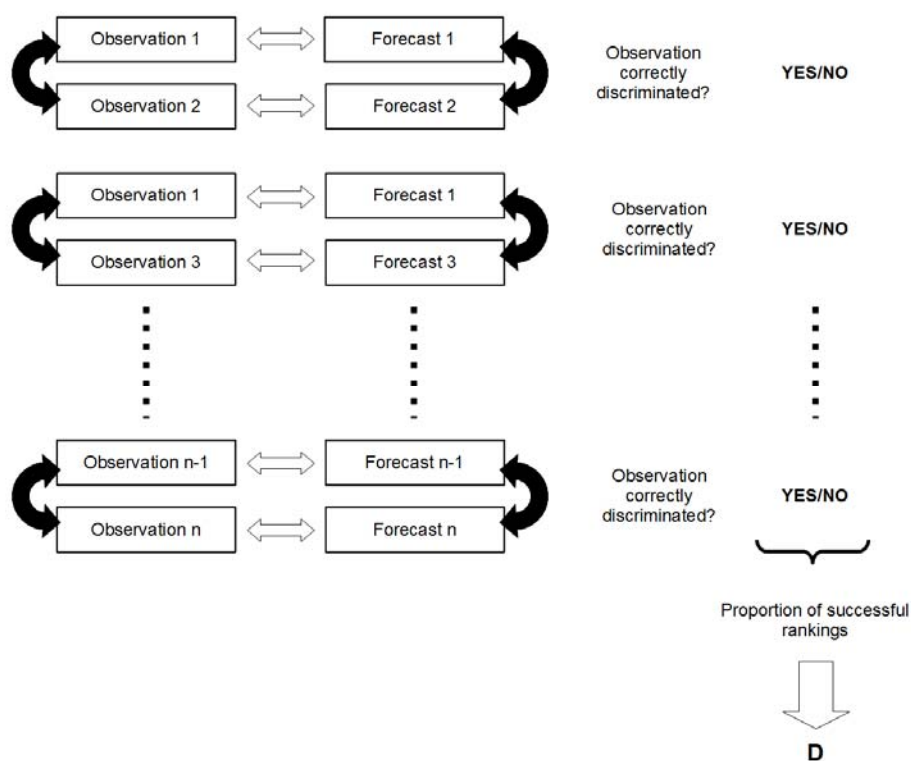 Observation 1
Forecast 1
Observation
correctly
discriminated?
YES/NO
Observation 2
Forecast 2
Observation 1
Forecast 1
Observation
correctly
discriminated?
YES/NO
Observation 3
Forecast 3
Observation n-1
Forecast n-1
Observation
correctly
discriminated?
YES/NO
Observation n
Forecast n
Proportion of successful
rankings
D